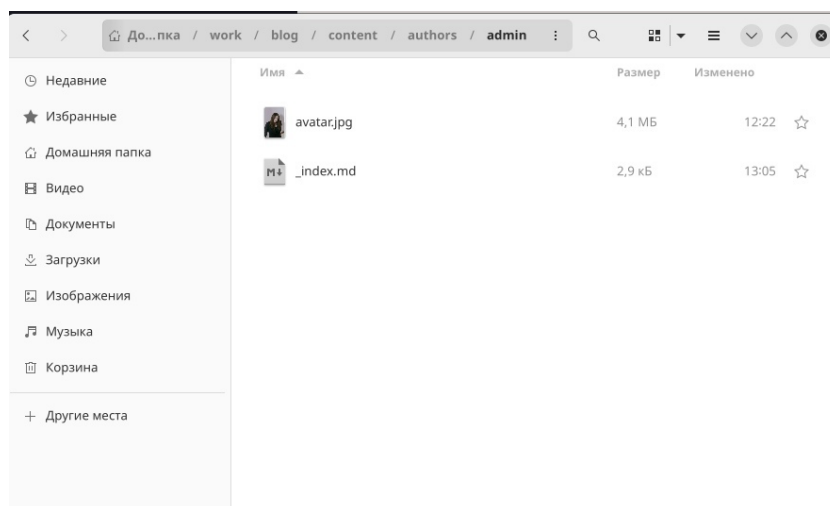 До...пка / work / blog / content / authors / admin
Имя Размер Изменено
Недавние
avatar.jpg 4,1 МБ 12:22
Избранные
Домашняя папка
_index.md 2,9 кБ 13:05
Видео
Документы
Загрузки
Изображения
Музыка
Корзина
Другие места